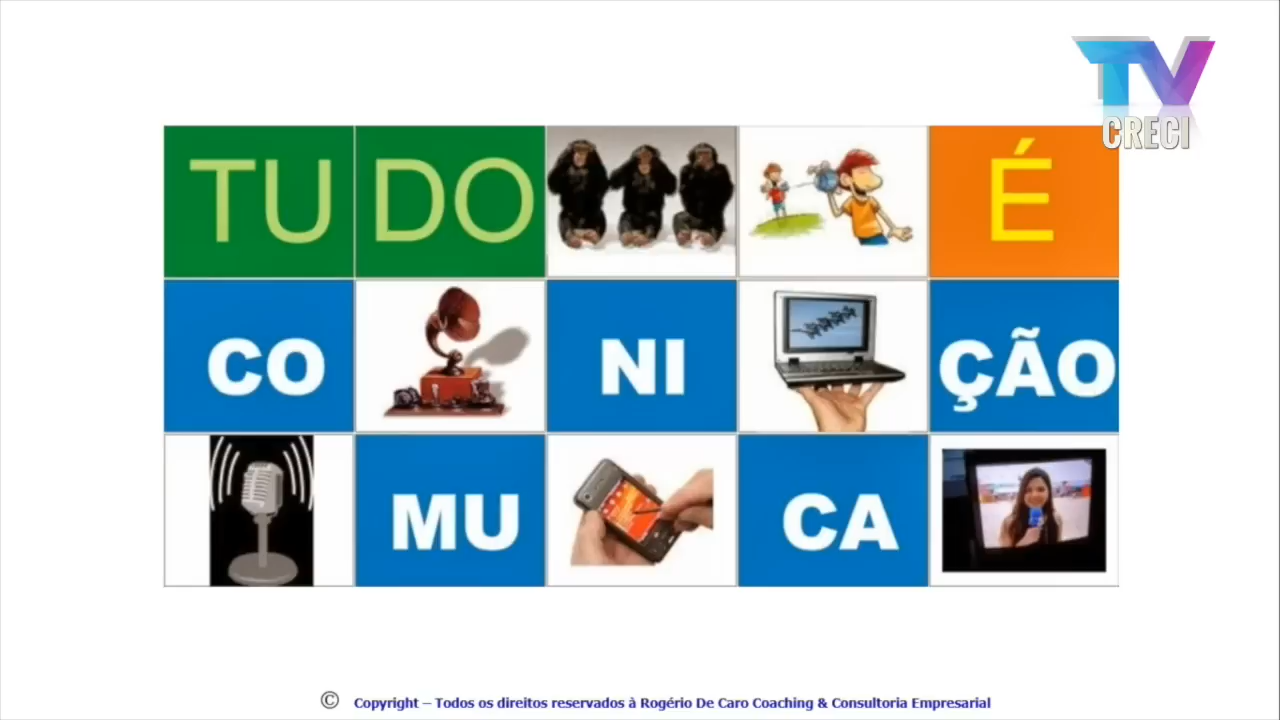 TV
CRECI
TU DO É
CO NI ÇÃO
MU CA
© Copyright – Todos os direitos reservados à Rogério De Caro Coaching & Consultoria Empresarial